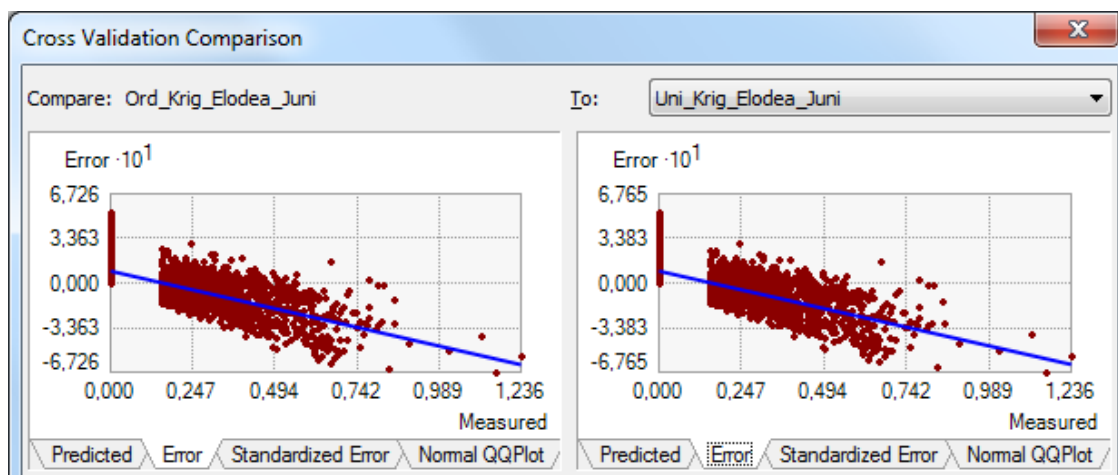 Cross Validation Comparison
Compare: Ord_Krig_Elodea_Juni
To: Uni_Krig_Elodea_Juni
Error ·10¹
6,726
3,363
0,000
-3,363
-6,726
0,000 0,247 0,494 0,742 0,989 1,236
Measured
Predicted Error Standardized Error Normal QQPlot
Error ·10¹
6,765
3,383
0,000
-3,383
-6,765
0,000 0,247 0,494 0,742 0,989 1,236
Measured
Predicted Error Standardized Error Normal QQPlot